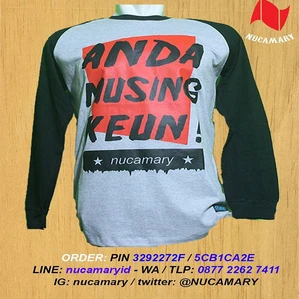 NUCAMARY
ANDA
NUSING
KEUN!
★ nucamary ★
ORDER: PIN 3292272F / 5CB1CA2E
LINE: nucamaryid - WA / TLP: 0877 2262 7411
IG: nucamary / twitter: @NUCAMARY